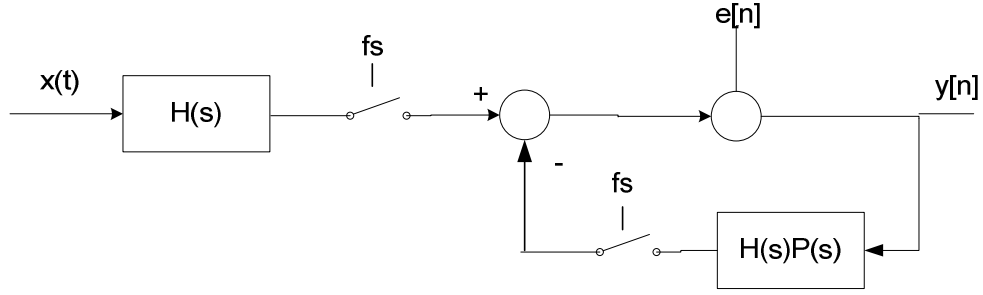 e[n]
fs
x(t)
y[n]
H(s)
+
-
fs
H(s)P(s)